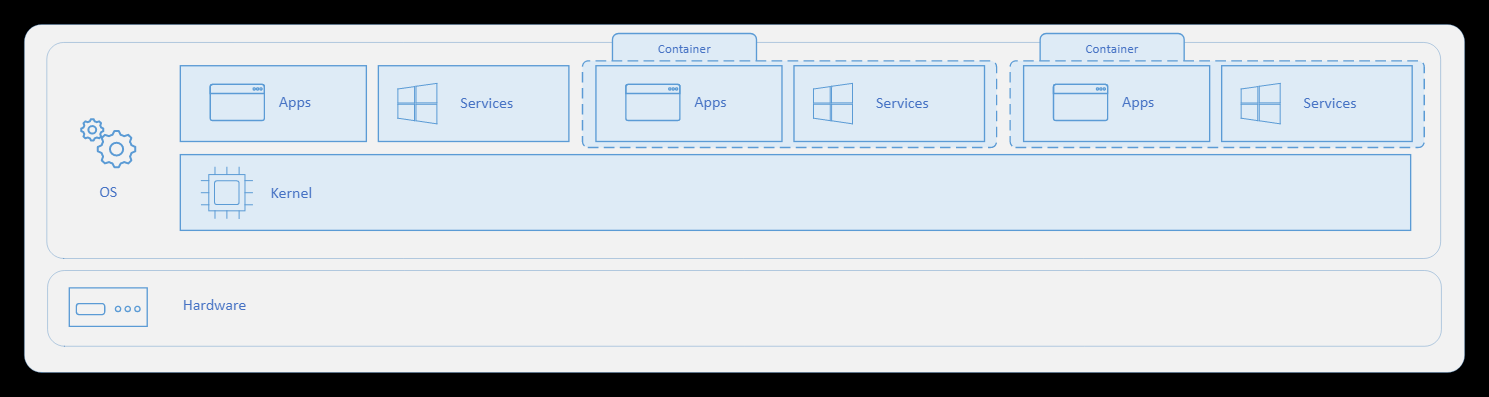 Container
Container
Apps
Services
Apps
Services
Apps
Services
OS
Kernel
Hardware